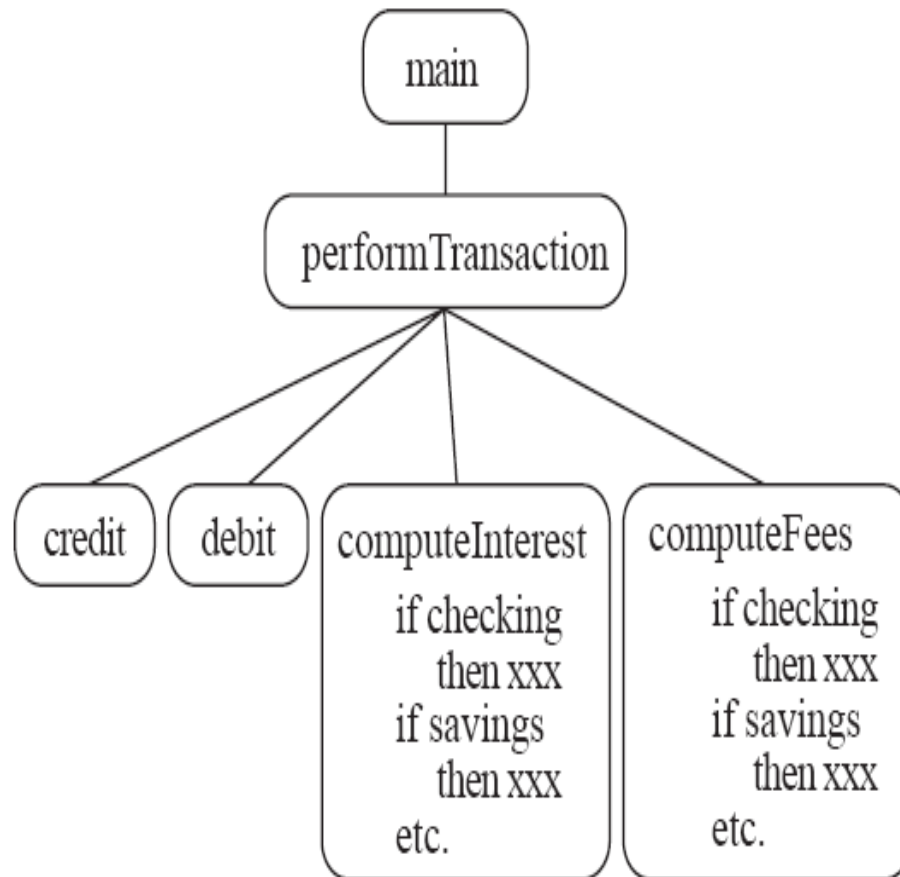 main
performTransaction
credit
debit
computeInterest
if checking
then xxx
if savings
then xxx
etc.
computeFees
if checking
then xxx
if savings
then xxx
etc.